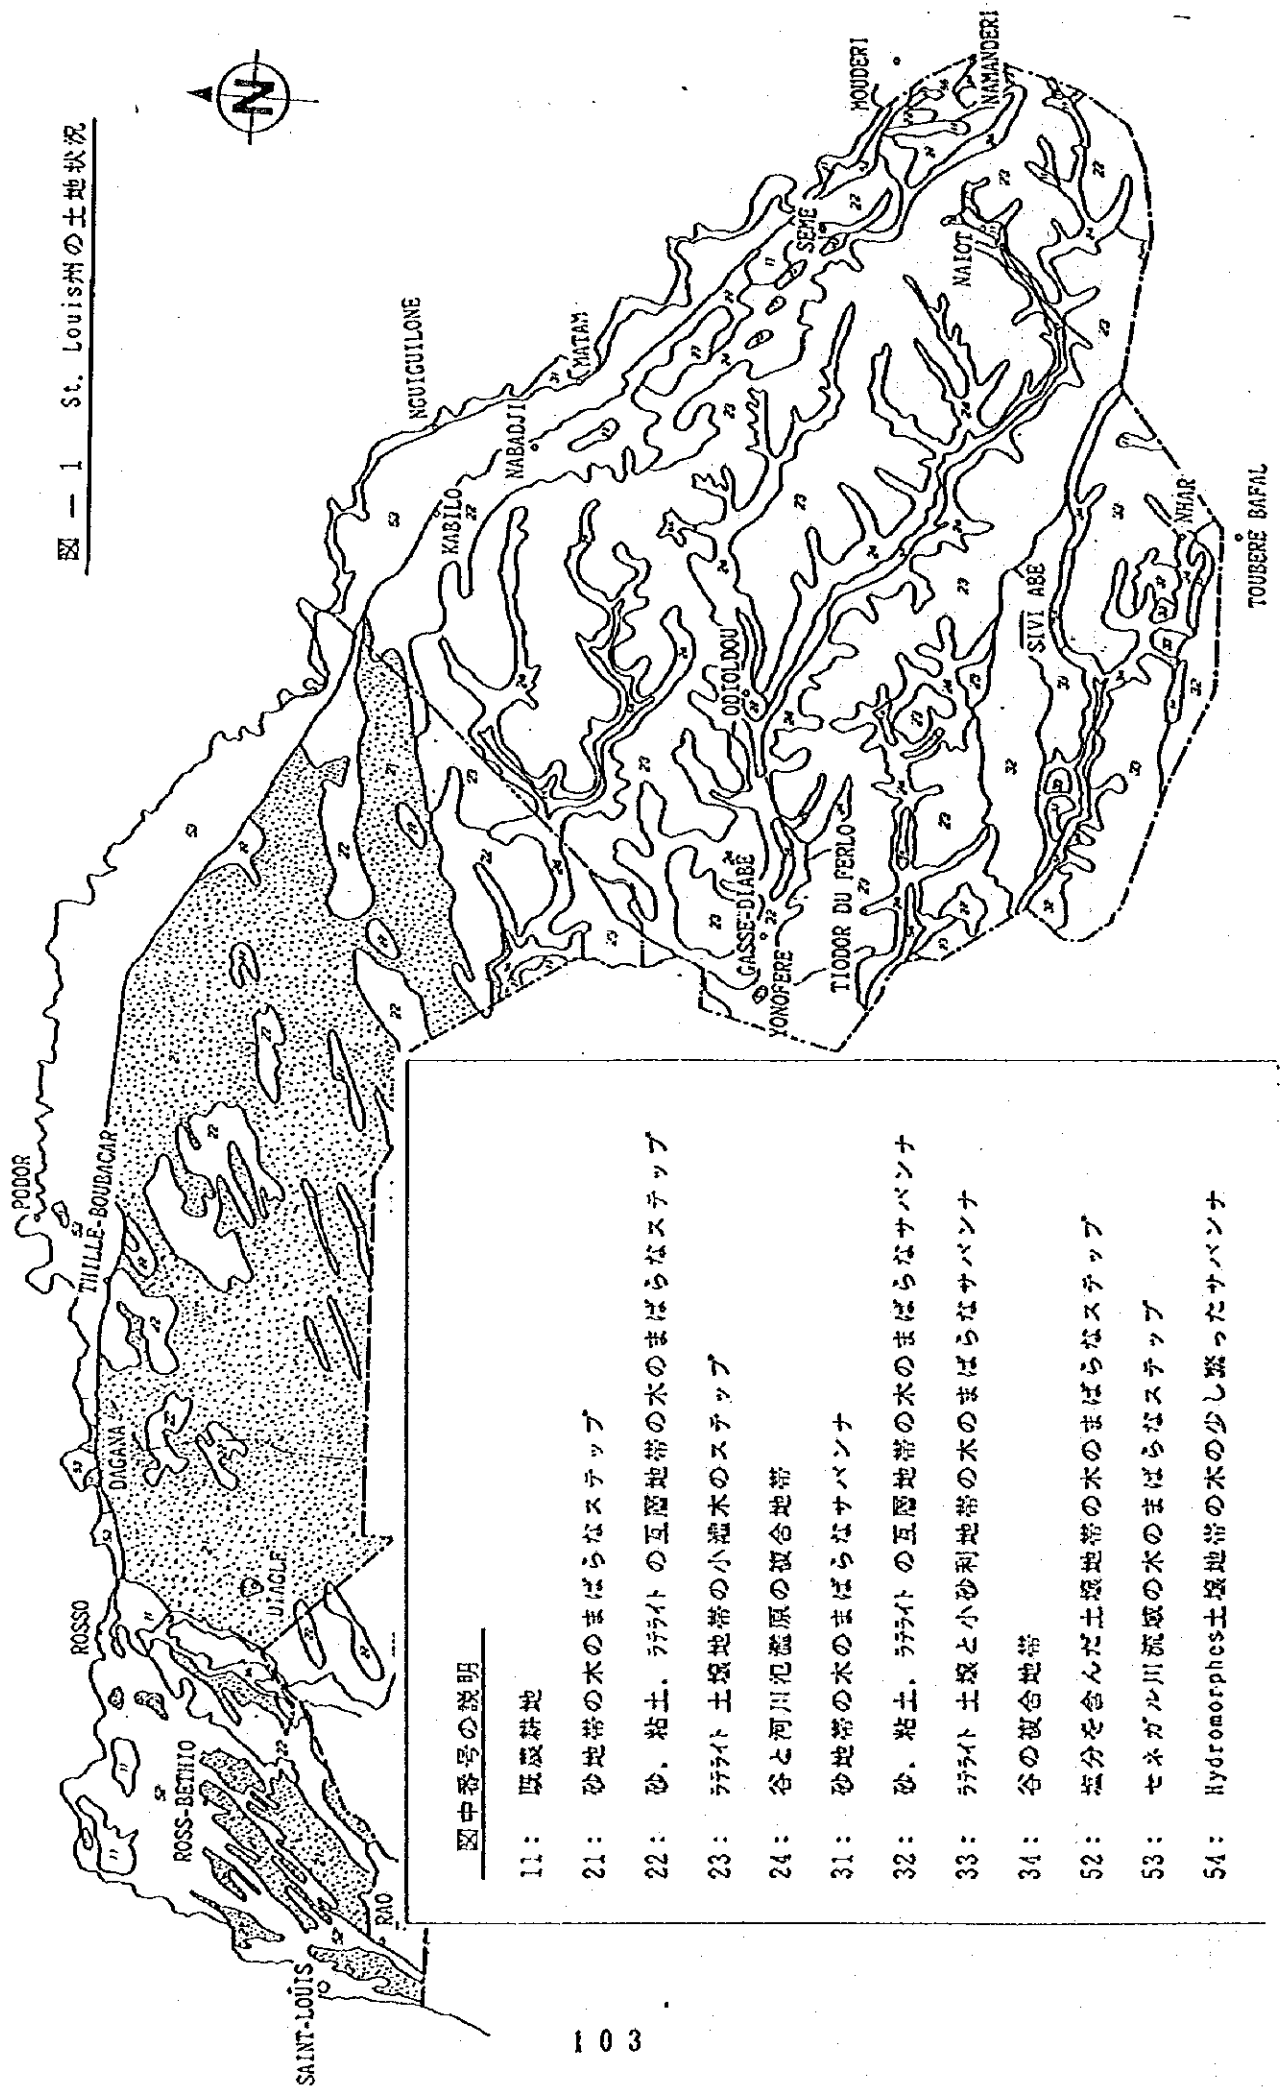 図 － 1 St. Louis州の土地状況
N
PODOR
THILLE-BOUBACAR
DAGANA
ROSSO
DIAGLE
ROSS-BETHIO
RAO
SAINT-LOUIS
NGUIGUILONE
MATAM
NABADJI
KABILO
MOUDERI
NAMANDERI
SEME
NAIOT
ODIOLDOU
GASSE-DIABE
YONOFERE
TIODOR DU FERLO
SIVI ABE
NHAR
TOUBERE BAFAL
図中番号の説明
11： 既農耕地
21： 砂地帯の木のまばらなステップ
22： 砂、粘土、ラテライト の互層地帯の木のまばらなステップ
23： ラテライト 土壌地帯の小灌木のステップ
24： 谷と河川氾濫原の複合地帯
31： 砂地帯の木のまばらなサバンナ
32： 砂、粘土、ラテライト の互層地帯の木のまばらなサバンナ
33： ラテライト 土壌と小砂利地帯の木のまばらなサバンナ
34： 谷の複合地帯
52： 塩分を含んだ土壌地帯の木のまばらなステップ
53： セネガル川流域の木のまばらなステップ
54： Hydromorphes土壌地帯の木の少し繁ったサバンナ
103